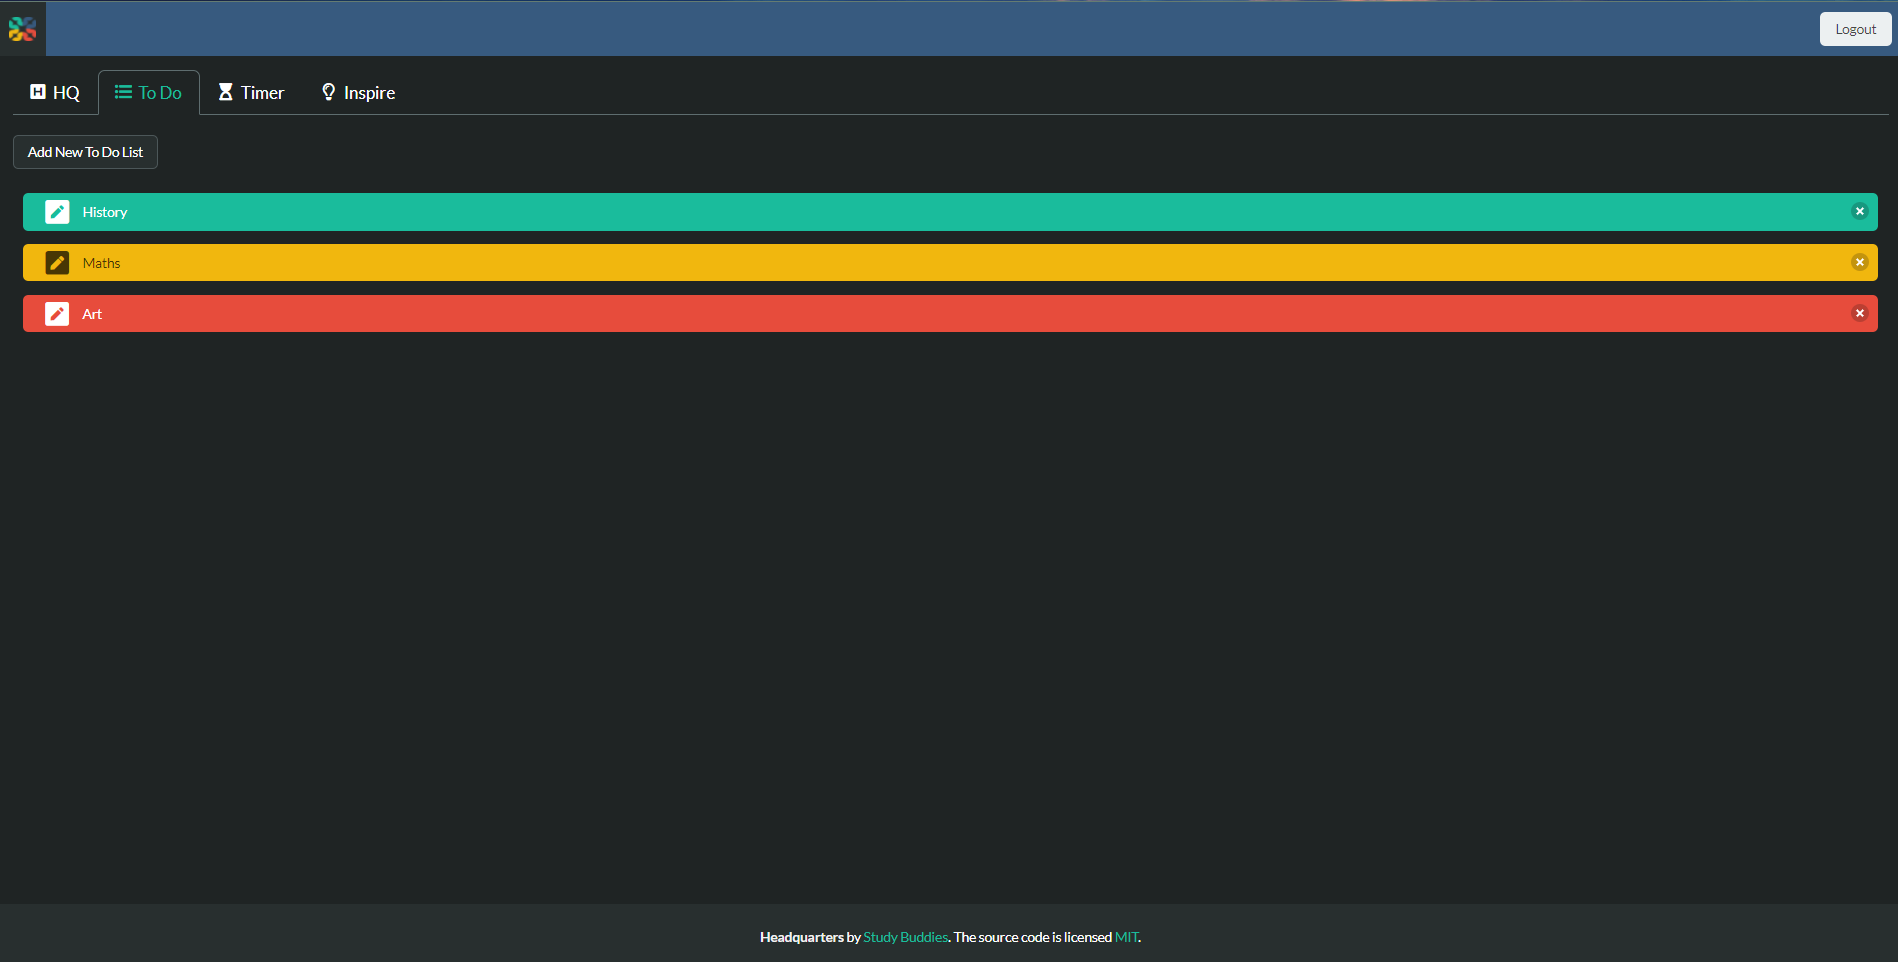 Logout
HQ
To Do
Timer
Inspire
Add New To Do List
History
Maths
Art
Headquarters by Study Buddies. The source code is licensed MIT.